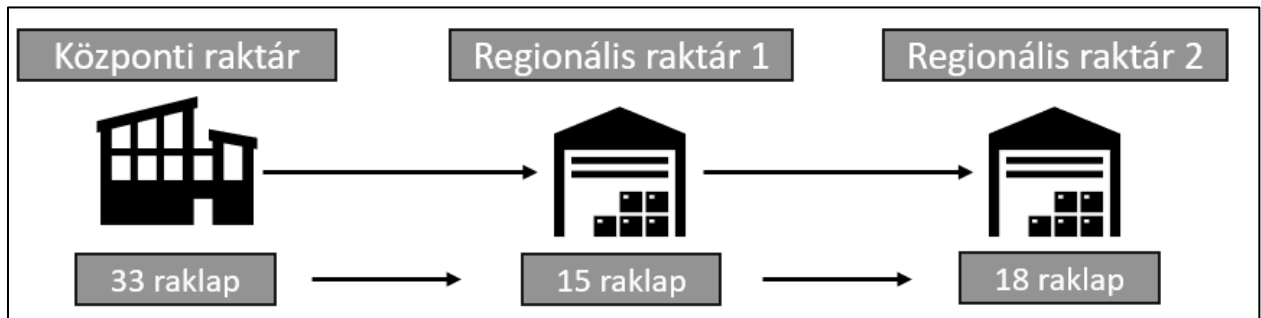 Központi raktár
Regionális raktár 1
Regionális raktár 2
33 raklap
15 raklap
18 raklap